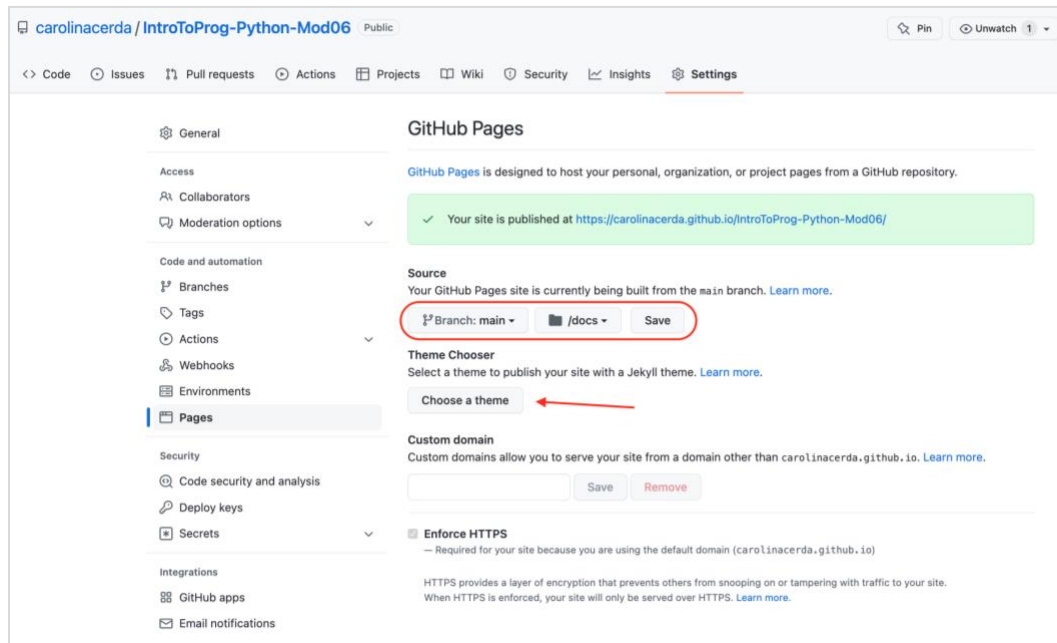 carolinacerda / IntroToProg-Python-Mod06 Public
Pin
Unwatch 1
Code
Issues
Pull requests
Actions
Projects
Wiki
Security
Insights
Settings
General
Access
Collaborators
Moderation options
Code and automation
Branches
Tags
Actions
Webhooks
Environments
Pages
Security
Code security and analysis
Deploy keys
Secrets
Integrations
GitHub apps
Email notifications
GitHub Pages
GitHub Pages is designed to host your personal, organization, or project pages from a GitHub repository.
Your site is published at https://carolinacerda.github.io/IntroToProg-Python-Mod06/
Source
Your GitHub Pages site is currently being built from the main branch. Learn more.
Branch: main
/docs
Save
Theme Chooser
Select a theme to publish your site with a Jekyll theme. Learn more.
Choose a theme
Custom domain
Custom domains allow you to serve your site from a domain other than carolinacerda.github.io. Learn more.
Save
Remove
Enforce HTTPS
— Required for your site because you are using the default domain (carolinacerda.github.io)
HTTPS provides a layer of encryption that prevents others from snooping on or tampering with traffic to your site.
When HTTPS is enforced, your site will only be served over HTTPS. Learn more.